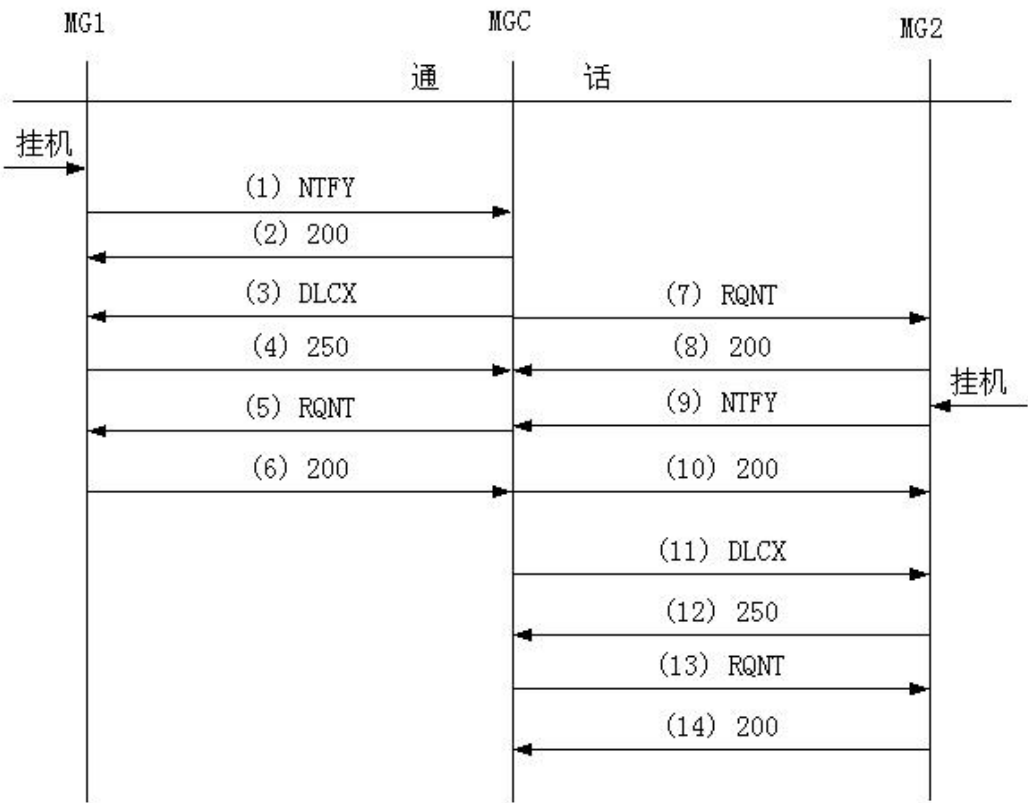 MG1 MGC MG2
通 话
挂机
(1) NTFY
(2) 200
(3) DLCX
(7) RQNT
(4) 250
(8) 200
挂机
(5) RQNT
(9) NTFY
(6) 200
(10) 200
(11) DLCX
(12) 250
(13) RQNT
(14) 200